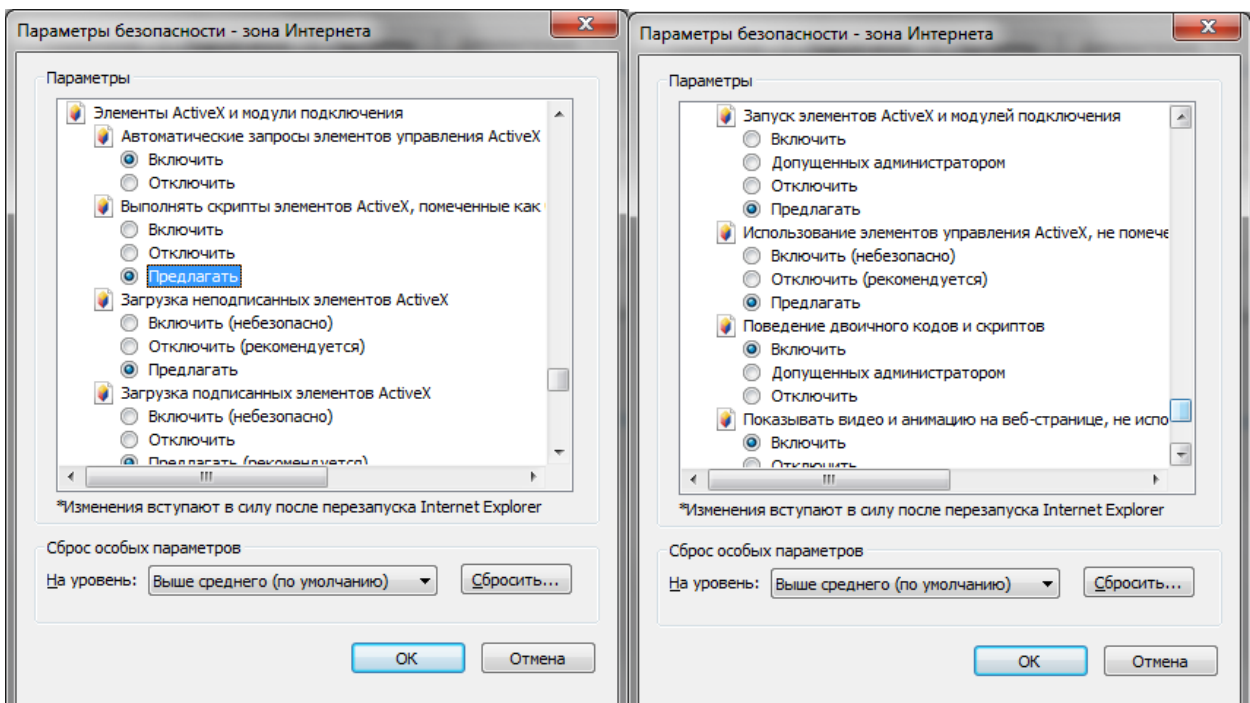 Параметры безопасности - зона Интернета
Параметры
Элементы ActiveX и модули подключения
Автоматические запросы элементов управления ActiveX
Включить
Отключить
Выполнять скрипты элементов ActiveX, помеченные как
Включить
Отключить
Предлагать
Загрузка неподписанных элементов ActiveX
Включить (небезопасно)
Отключить (рекомендуется)
Предлагать
Загрузка подписанных элементов ActiveX
Включить (небезопасно)
Отключить
Предлагать (рекомендуется)
*Изменения вступают в силу после перезапуска Internet Explorer
Сброс особых параметров
На уровень: Выше среднего (по умолчанию) Сбросить...
ОК Отмена
Параметры безопасности - зона Интернета
Параметры
Запуск элементов ActiveX и модулей подключения
Включить
Допущенных администратором
Отключить
Предлагать
Использование элементов управления ActiveX, не помече
Включить (небезопасно)
Отключить (рекомендуется)
Предлагать
Поведение двоичного кодов и скриптов
Включить
Допущенных администратором
Отключить
Показывать видео и анимацию на веб-странице, не испо
Включить
Отключить
*Изменения вступают в силу после перезапуска Internet Explorer
Сброс особых параметров
На уровень: Выше среднего (по умолчанию) Сбросить...
ОК Отмена